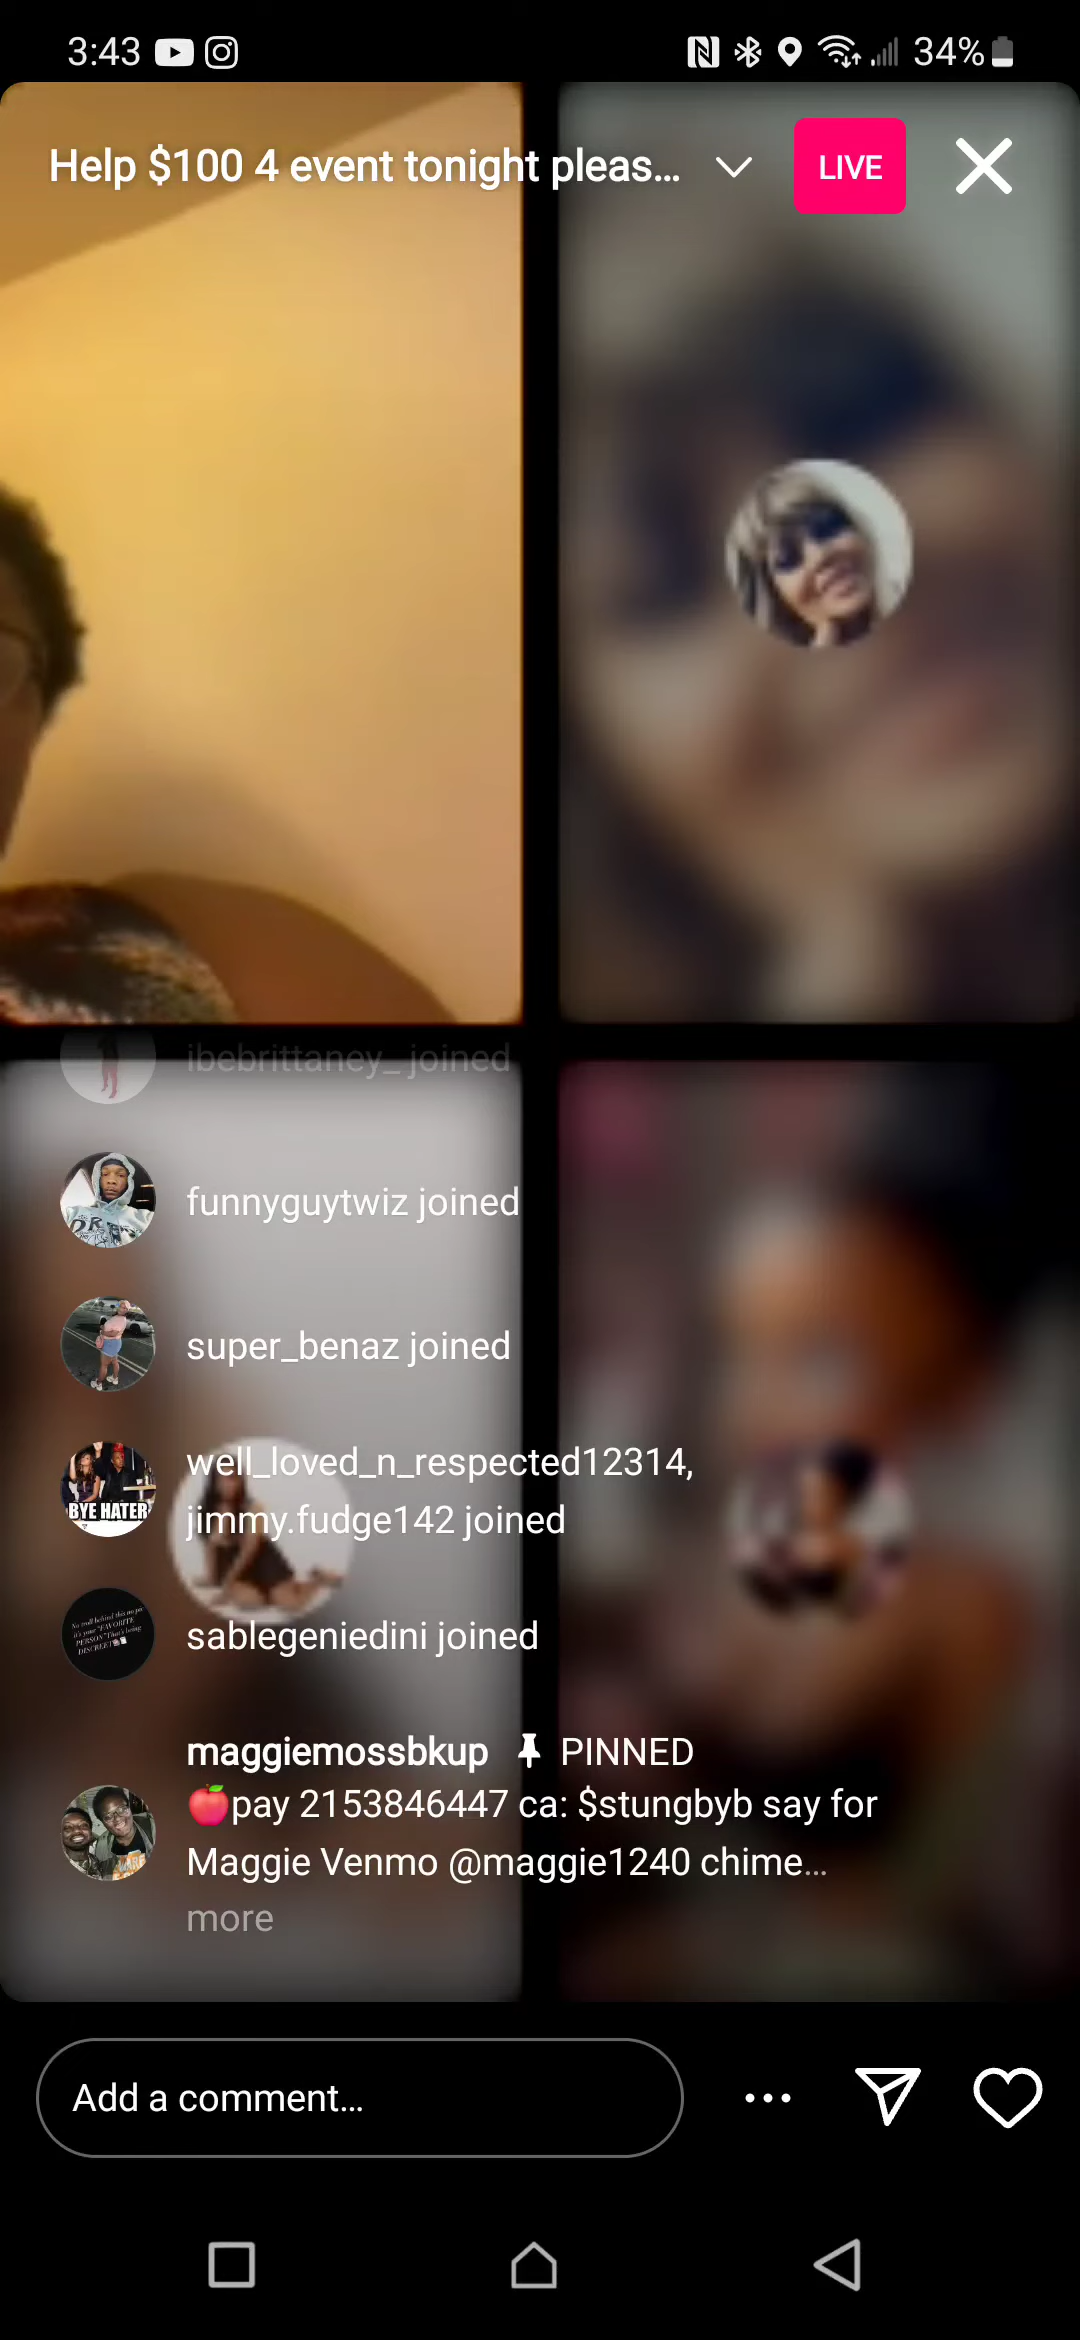 3:43
34%
Help $100 4 event tonight pleas...
LIVE
ibebrittaney_ joined
funnyguytwiz joined
super_benaz joined
BYE HATER
well_loved_n_respected12314,
jimmy.fudge142 joined
sablegeniedini joined
maggiemossbkup PINNED
🍎pay 2153846447 ca: $stungbyb say for
Maggie Venmo @maggie1240 chime...
more
Add a comment...